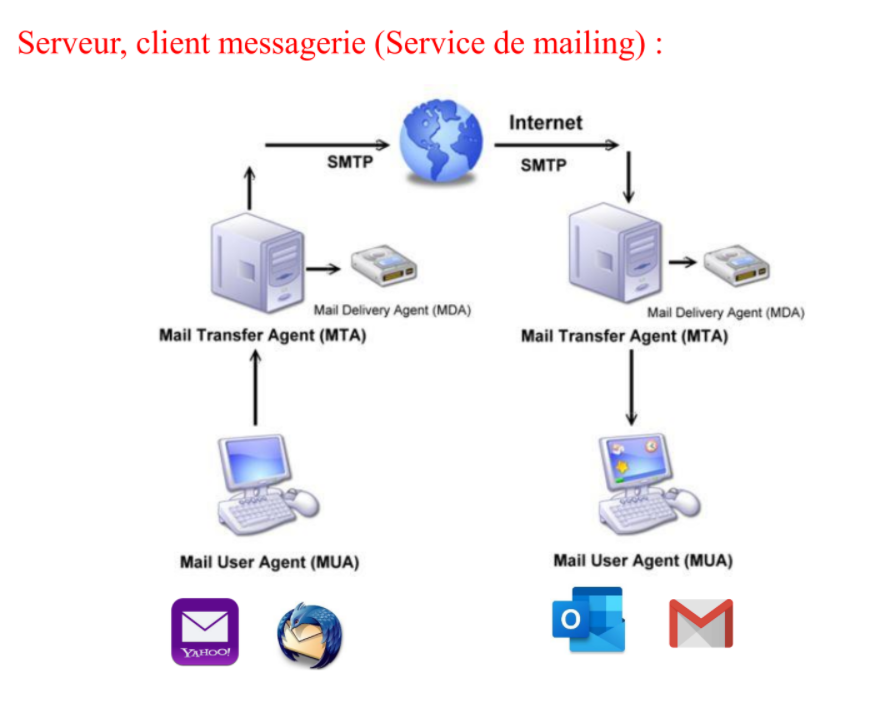 Serveur, client messagerie (Service de mailing) :
Internet
SMTP
SMTP
Mail Delivery Agent (MDA)
Mail Delivery Agent (MDA)
Mail Transfer Agent (MTA)
Mail Transfer Agent (MTA)
Mail User Agent (MUA)
Mail User Agent (MUA)
YAHOO!
O